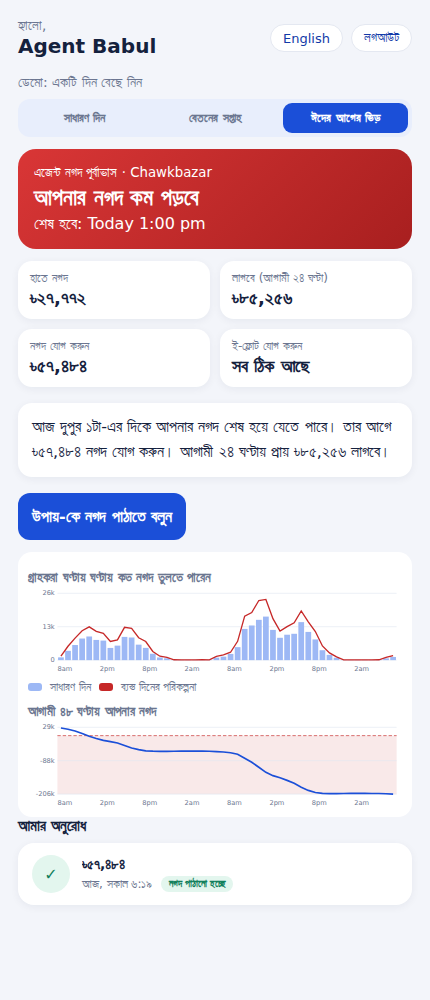 হ্যালো,
Agent Babul
English
লগআউট
ডেমো: একটি দিন বেছে নিন
সাধারণ দিন
বেতনের সপ্তাহ
ঈদের আগের ভিড়
এজেন্ট নগদ পূর্বাভাস · Chawkbazar
আপনার নগদ কম পড়বে
শেষ হবে: Today 1:00 pm
হাতে নগদ
৳২৭,৭৭২
লাগবে (আগামী ২৪ ঘণ্টা)
৳৮৫,২৫৬
নগদ যোগ করুন
৳৫৭,৪৮৪
ই-ফ্লোট যোগ করুন
সব ঠিক আছে
আজ দুপুর ১টা-এর দিকে আপনার নগদ শেষ হয়ে যেতে পারে। তার আগে
৳৫৭,৪৮৪ নগদ যোগ করুন। আগামী ২৪ ঘণ্টায় প্রায় ৳৮৫,২৫৬ লাগবে।
উপায়-কে নগদ পাঠাতে বলুন
গ্রাহকরা ঘণ্টায় ঘণ্টায় কত নগদ তুলতে পারেন
26k
13k
0
8am 2pm 8pm 2am 8am 2pm 8pm 2am
সাধারণ দিন
ব্যস্ত দিনের পরিকল্পনা
আগামী ৪৮ ঘণ্টায় আপনার নগদ
29k
-88k
-206k
8am 2pm 8pm 2am 8am 2pm 8pm 2am
আমার অনুরোধ
৳৫৭,৪৮৪
আজ, সকাল ৬:১৯
নগদ পাঠানো হচ্ছে